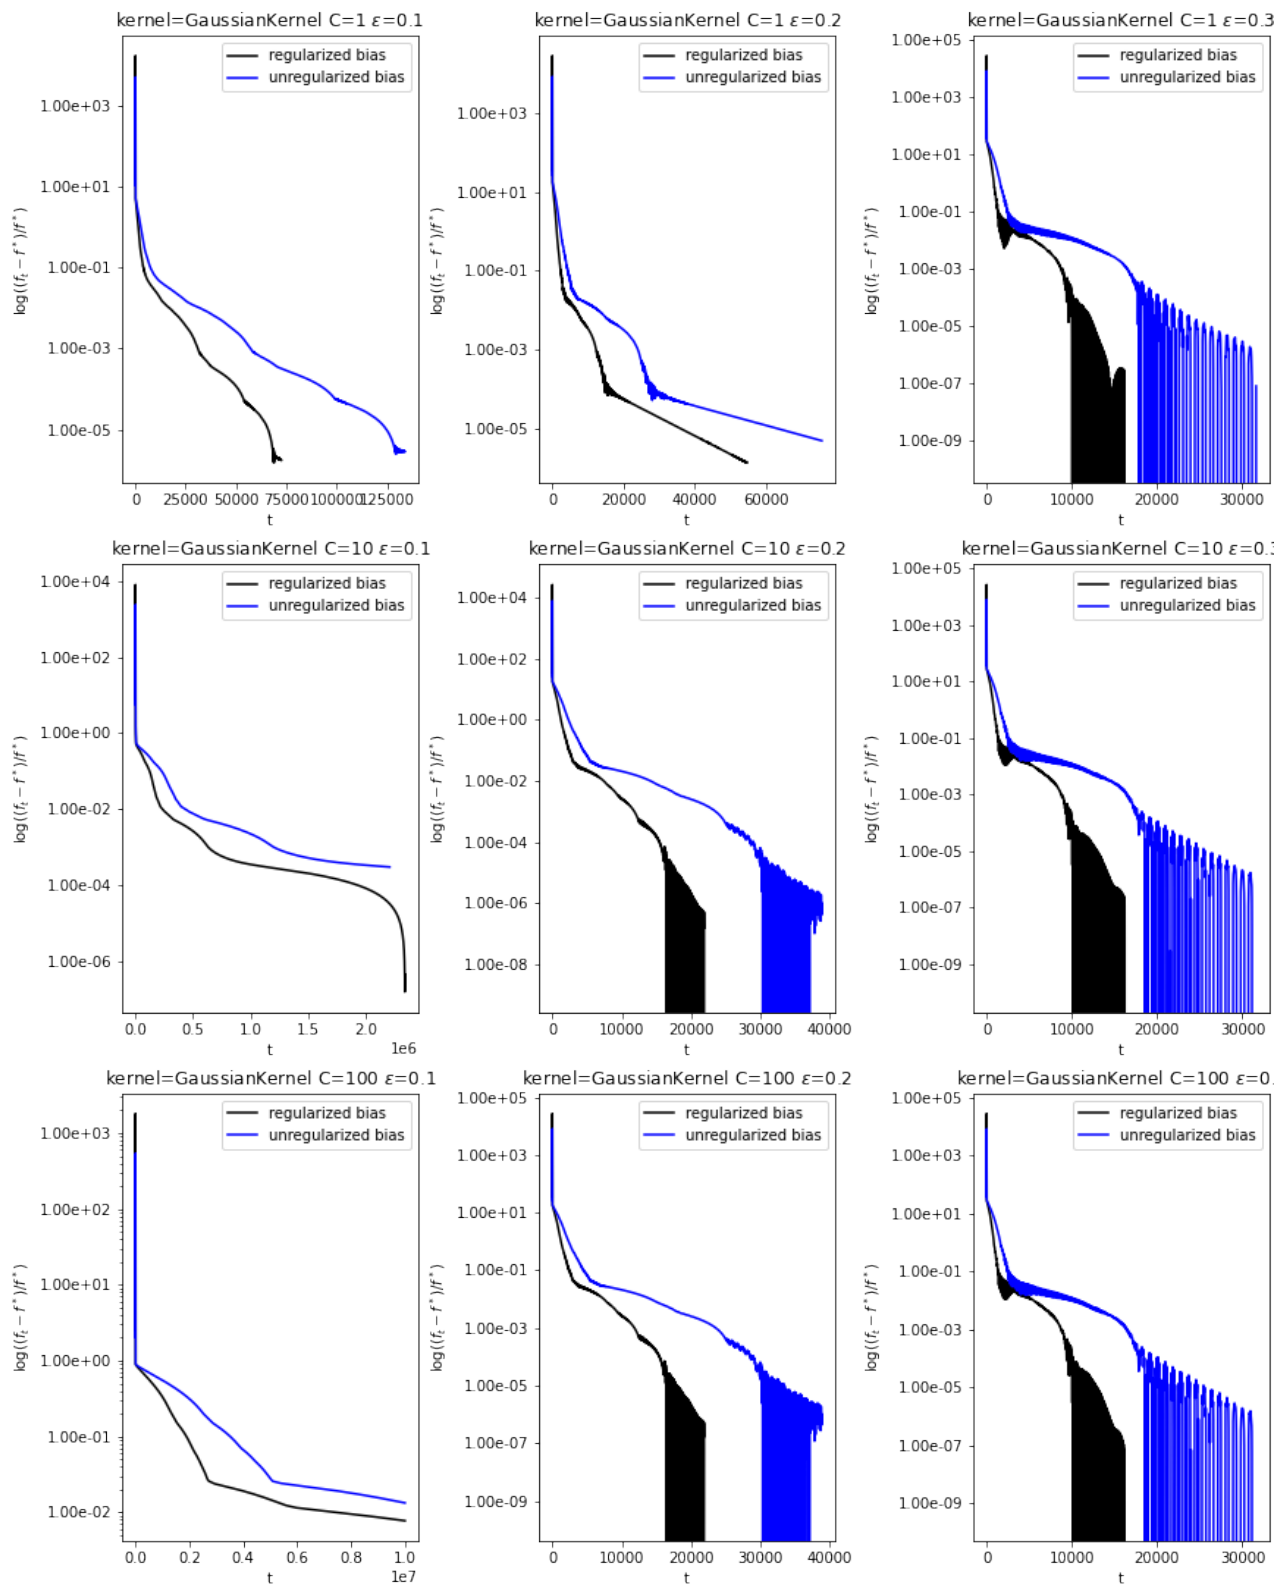 kernel=GaussianKernel C=1 ε=0.1
regularized bias
unregularized bias
1.00e+03
1.00e+01
1.00e-01
1.00e-03
1.00e-05
log((f_t − f*)/f*)
0 25000 50000 75000 100000 125000
t
kernel=GaussianKernel C=1 ε=0.2
regularized bias
unregularized bias
1.00e+03
1.00e+01
1.00e-01
1.00e-03
1.00e-05
log((f_t − f*)/f*)
0 20000 40000 60000
t
kernel=GaussianKernel C=1 ε=0.3
regularized bias
unregularized bias
1.00e+05
1.00e+03
1.00e+01
1.00e-01
1.00e-03
1.00e-05
1.00e-07
1.00e-09
log((f_t − f*)/f*)
0 10000 20000 30000
t
kernel=GaussianKernel C=10 ε=0.1
regularized bias
unregularized bias
1.00e+04
1.00e+02
1.00e+00
1.00e-02
1.00e-04
1.00e-06
log((f_t − f*)/f*)
0.0 0.5 1.0 1.5 2.0
t
1e6
kernel=GaussianKernel C=10 ε=0.2
regularized bias
unregularized bias
1.00e+04
1.00e+02
1.00e+00
1.00e-02
1.00e-04
1.00e-06
1.00e-08
log((f_t − f*)/f*)
0 10000 20000 30000 40000
t
kernel=GaussianKernel C=10 ε=0.3
regularized bias
unregularized bias
1.00e+05
1.00e+03
1.00e+01
1.00e-01
1.00e-03
1.00e-05
1.00e-07
1.00e-09
log((f_t − f*)/f*)
0 10000 20000 30000
t
kernel=GaussianKernel C=100 ε=0.1
regularized bias
unregularized bias
1.00e+03
1.00e+02
1.00e+01
1.00e+00
1.00e-01
1.00e-02
log((f_t − f*)/f*)
0.0 0.2 0.4 0.6 0.8 1.0
t
1e7
kernel=GaussianKernel C=100 ε=0.2
regularized bias
unregularized bias
1.00e+05
1.00e+03
1.00e+01
1.00e-01
1.00e-03
1.00e-05
1.00e-07
1.00e-09
log((f_t − f*)/f*)
0 10000 20000 30000 40000
t
kernel=GaussianKernel C=100 ε=0.
regularized bias
unregularized bias
1.00e+05
1.00e+03
1.00e+01
1.00e-01
1.00e-03
1.00e-05
1.00e-07
1.00e-09
log((f_t − f*)/f*)
0 10000 20000 30000
t